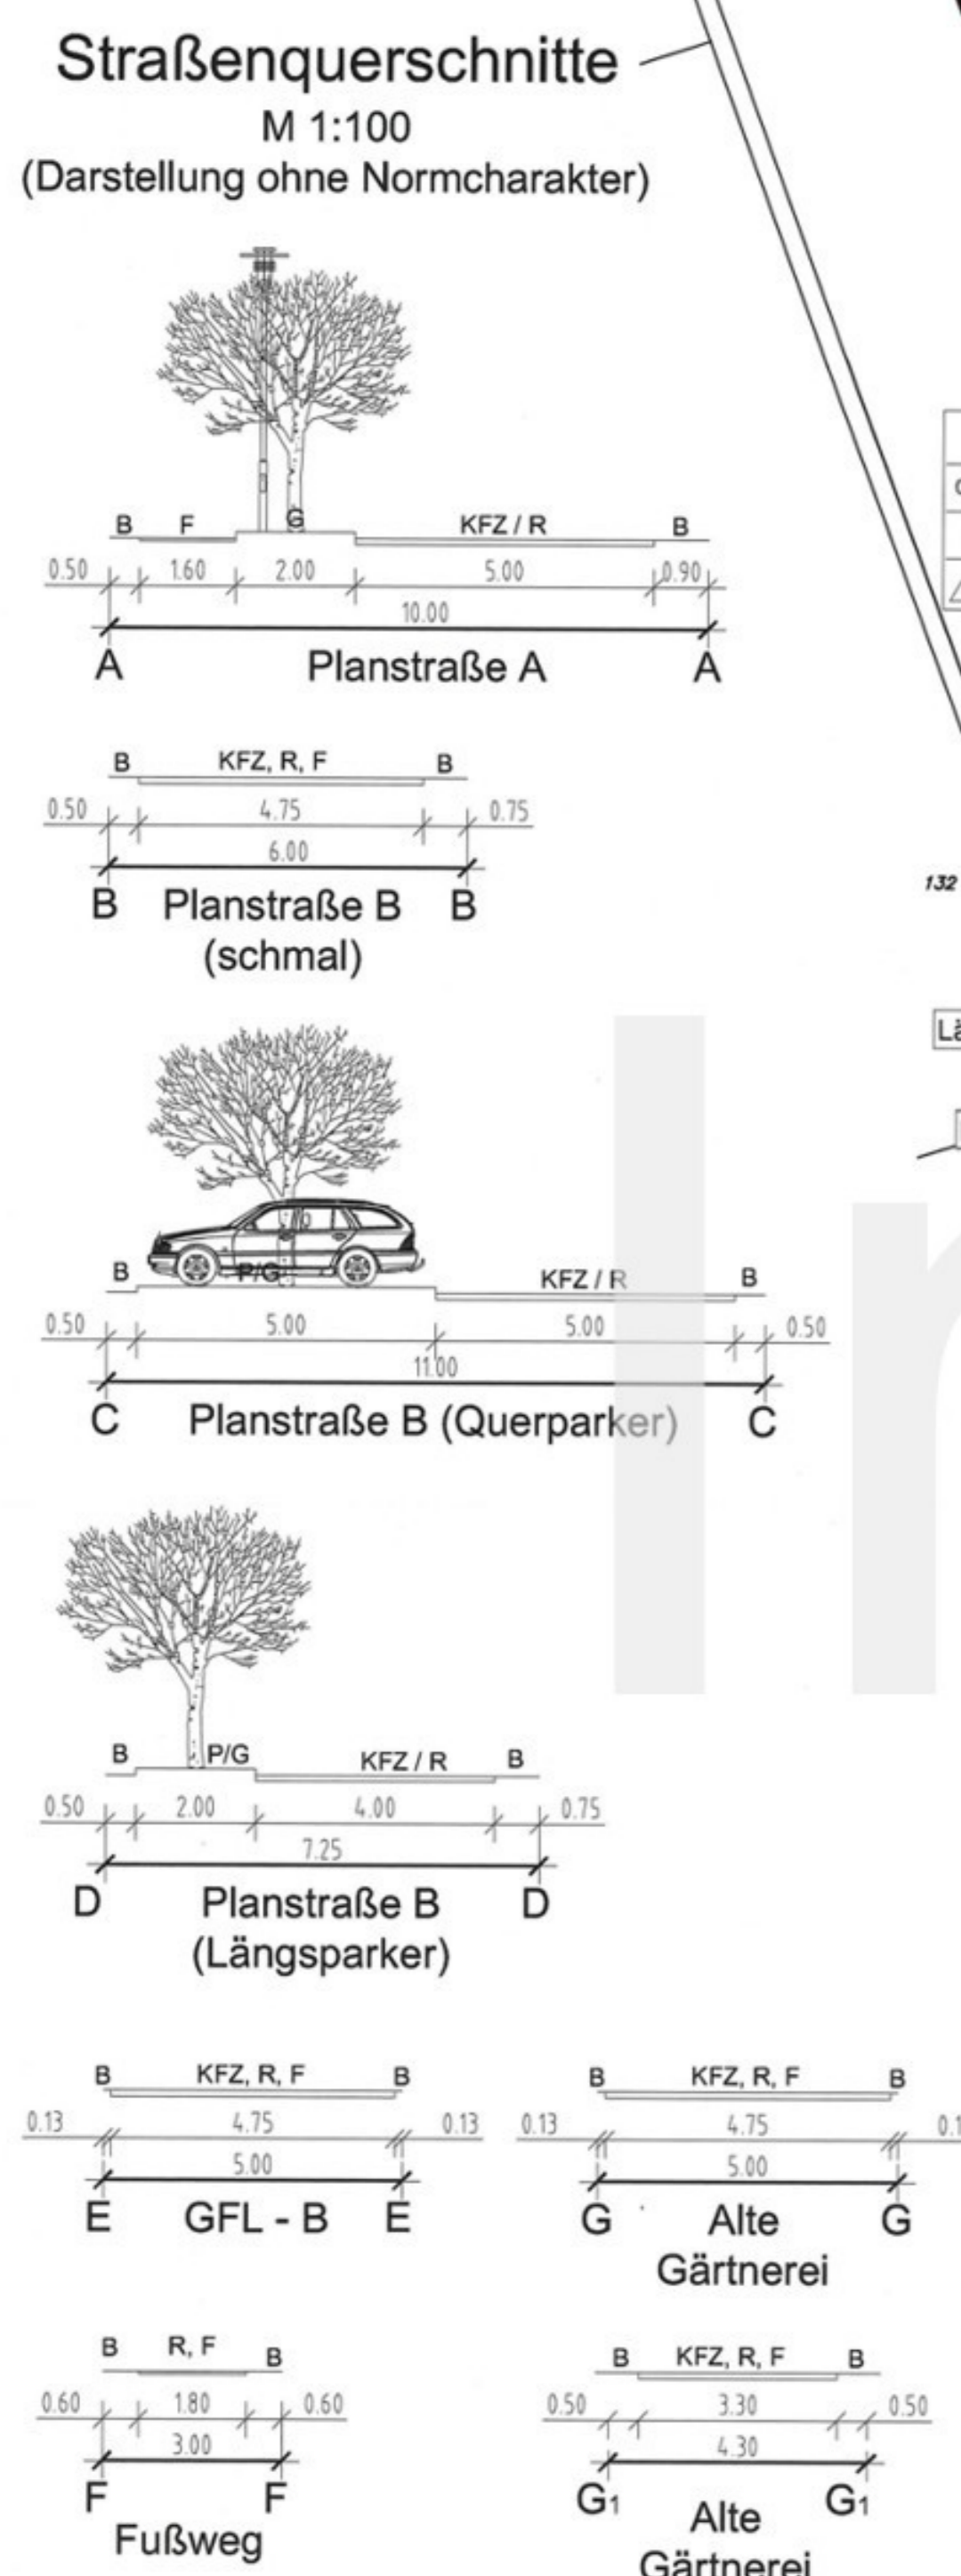 Straßenquerschnitte
M 1:100
(Darstellung ohne Normcharakter)
B F G KFZ / R B
0.50 1.60 2.00 5.00 0.90
10.00
A Planstraße A A
B KFZ, R, F B
0.50 4.75 0.75
6.00
132
B Planstraße B B
(schmal)
B P/G KFZ / R B
0.50 5.00 5.00 0.50
11.00
C Planstraße B (Querparker) C
B P/G KFZ / R B
0.50 2.00 4.00 0.75
7.25
D Planstraße B D
(Längsparker)
B KFZ, R, F B
0.13 4.75 0.13
5.00
E GFL - B E
B KFZ, R, F B
0.13 4.75
5.00
G Alte G
Gärtnerei
B R, F B
0.60 1.80 0.60
3.00
F F
Fußweg
B KFZ, R, F B
0.50 3.30 0.50
4.30
G1 Alte G1
Gärtnerei